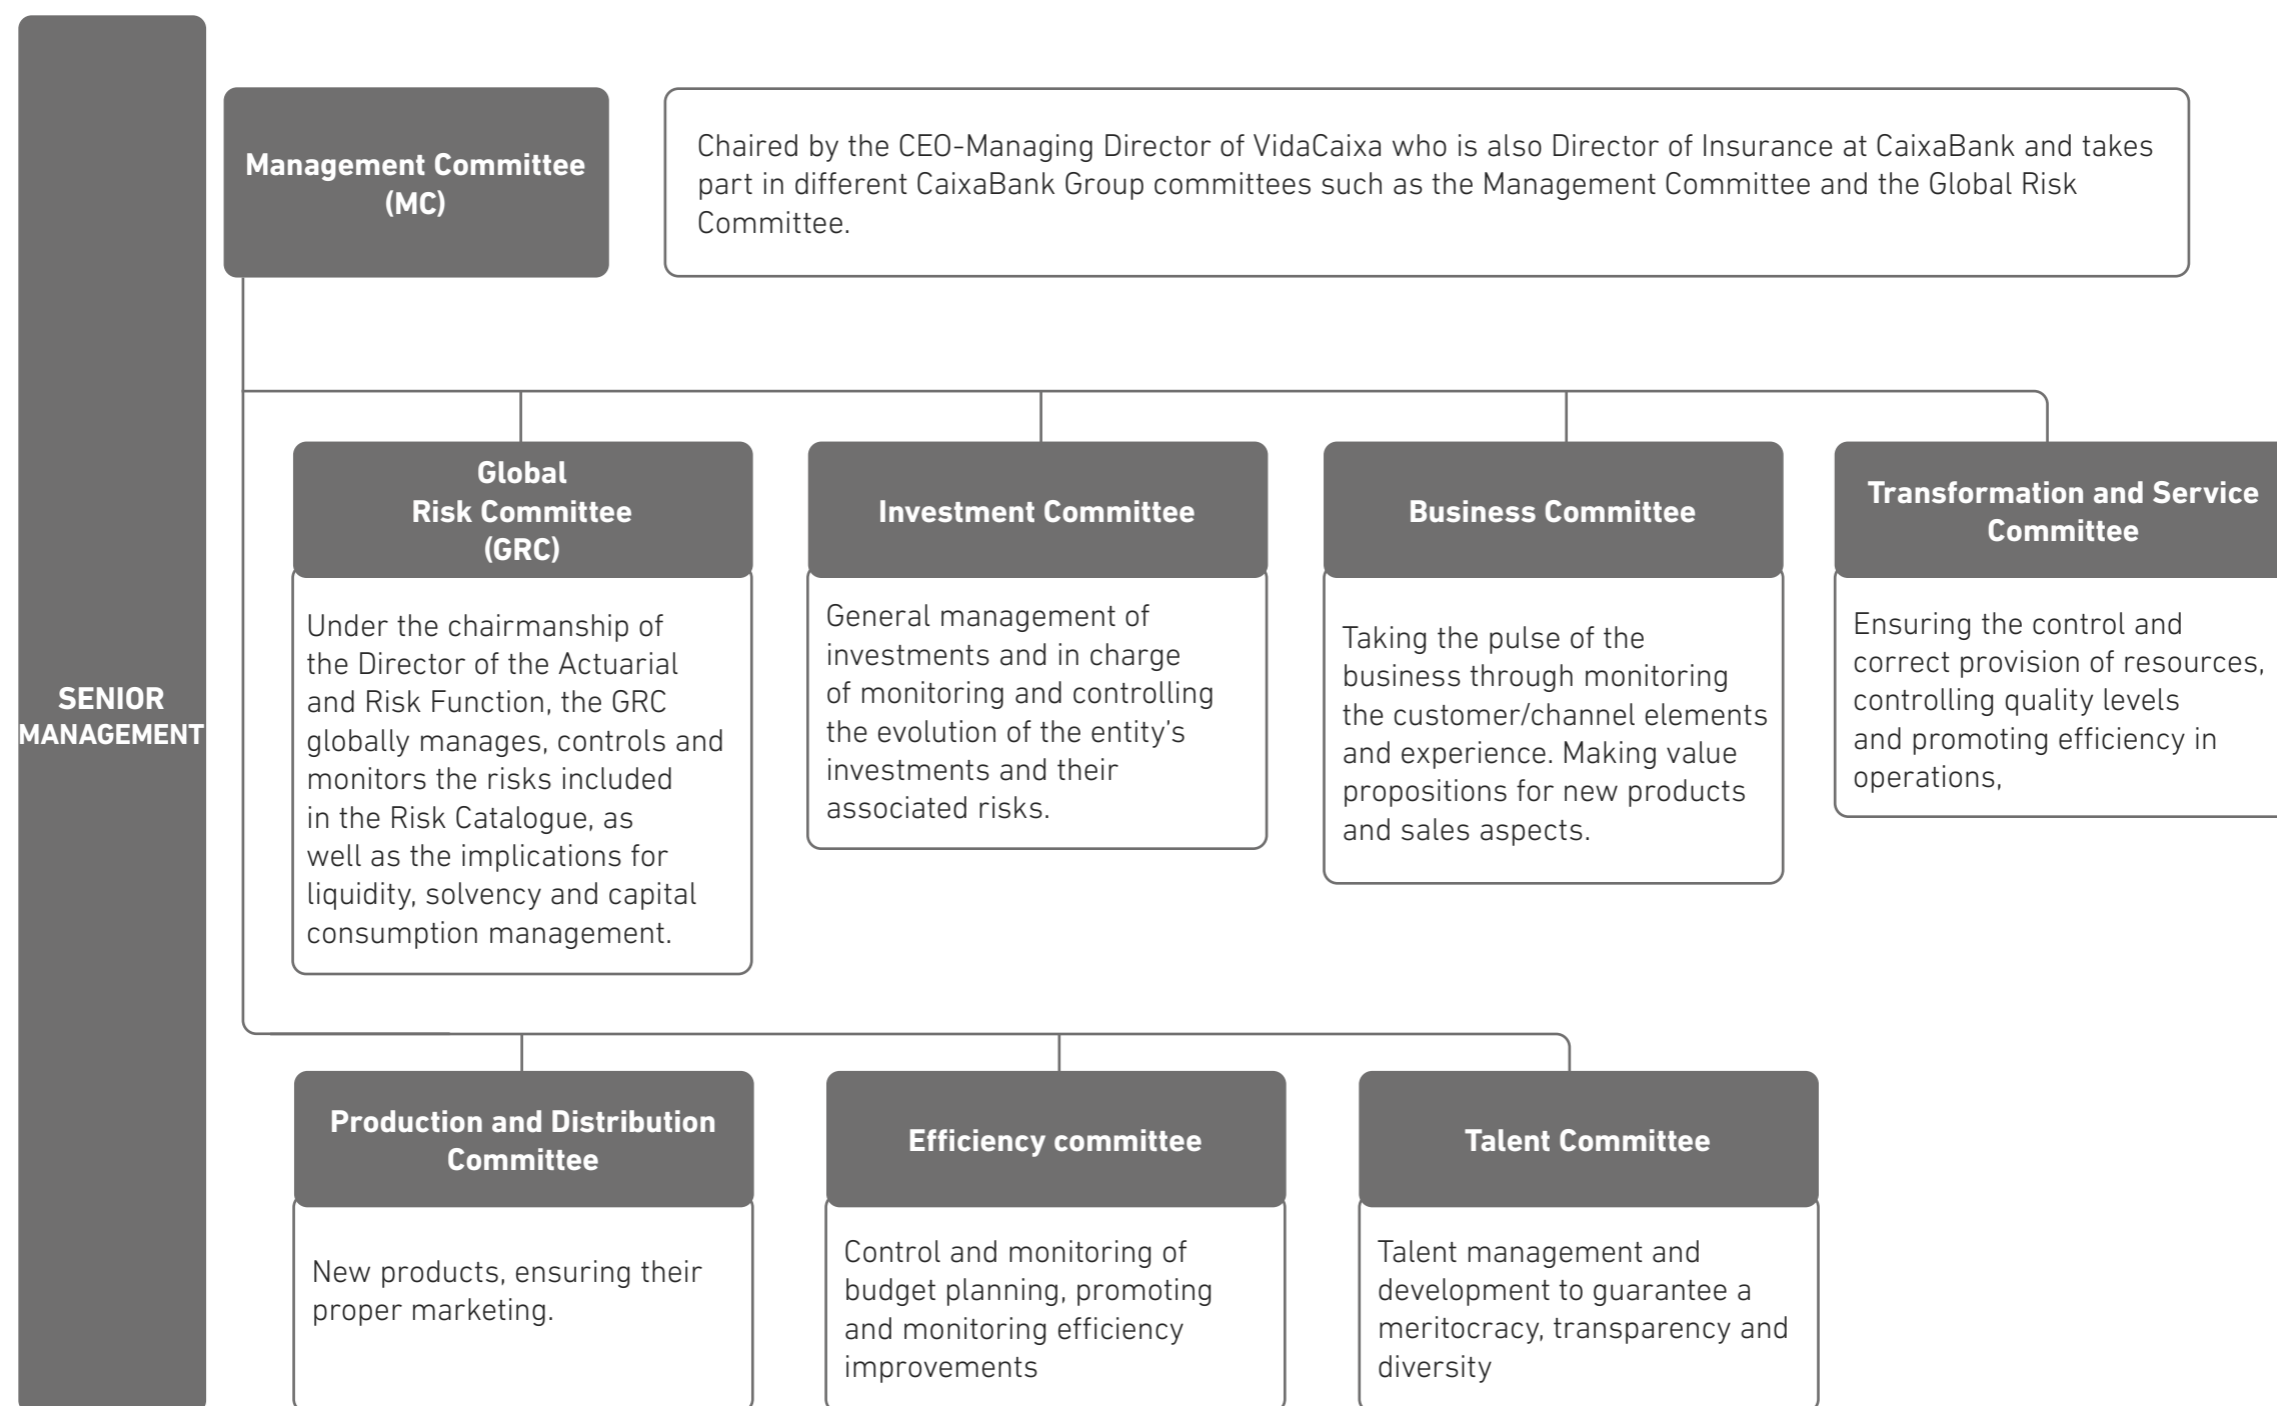 SENIOR
MANAGEMENT
Management Committee
(MC)
Chaired by the CEO-Managing Director of VidaCaixa who is also Director of Insurance at CaixaBank and takes
part in different CaixaBank Group committees such as the Management Committee and the Global Risk
Committee.
Global
Risk Committee
(GRC)
Under the chairmanship of
the Director of the Actuarial
and Risk Function, the GRC
globally manages, controls and
monitors the risks included
in the Risk Catalogue, as
well as the implications for
liquidity, solvency and capital
consumption management.
Investment Committee
General management of
investments and in charge
of monitoring and controlling
the evolution of the entity's
investments and their
associated risks.
Business Committee
Taking the pulse of the
business through monitoring
the customer/channel elements
and experience. Making value
propositions for new products
and sales aspects.
Transformation and Service
Committee
Ensuring the control and
correct provision of resources,
controlling quality levels
and promoting efficiency in
operations,
Production and Distribution
Committee
New products, ensuring their
proper marketing.
Efficiency committee
Control and monitoring of
budget planning, promoting
and monitoring efficiency
improvements
Talent Committee
Talent management and
development to guarantee a
meritocracy, transparency and
diversity